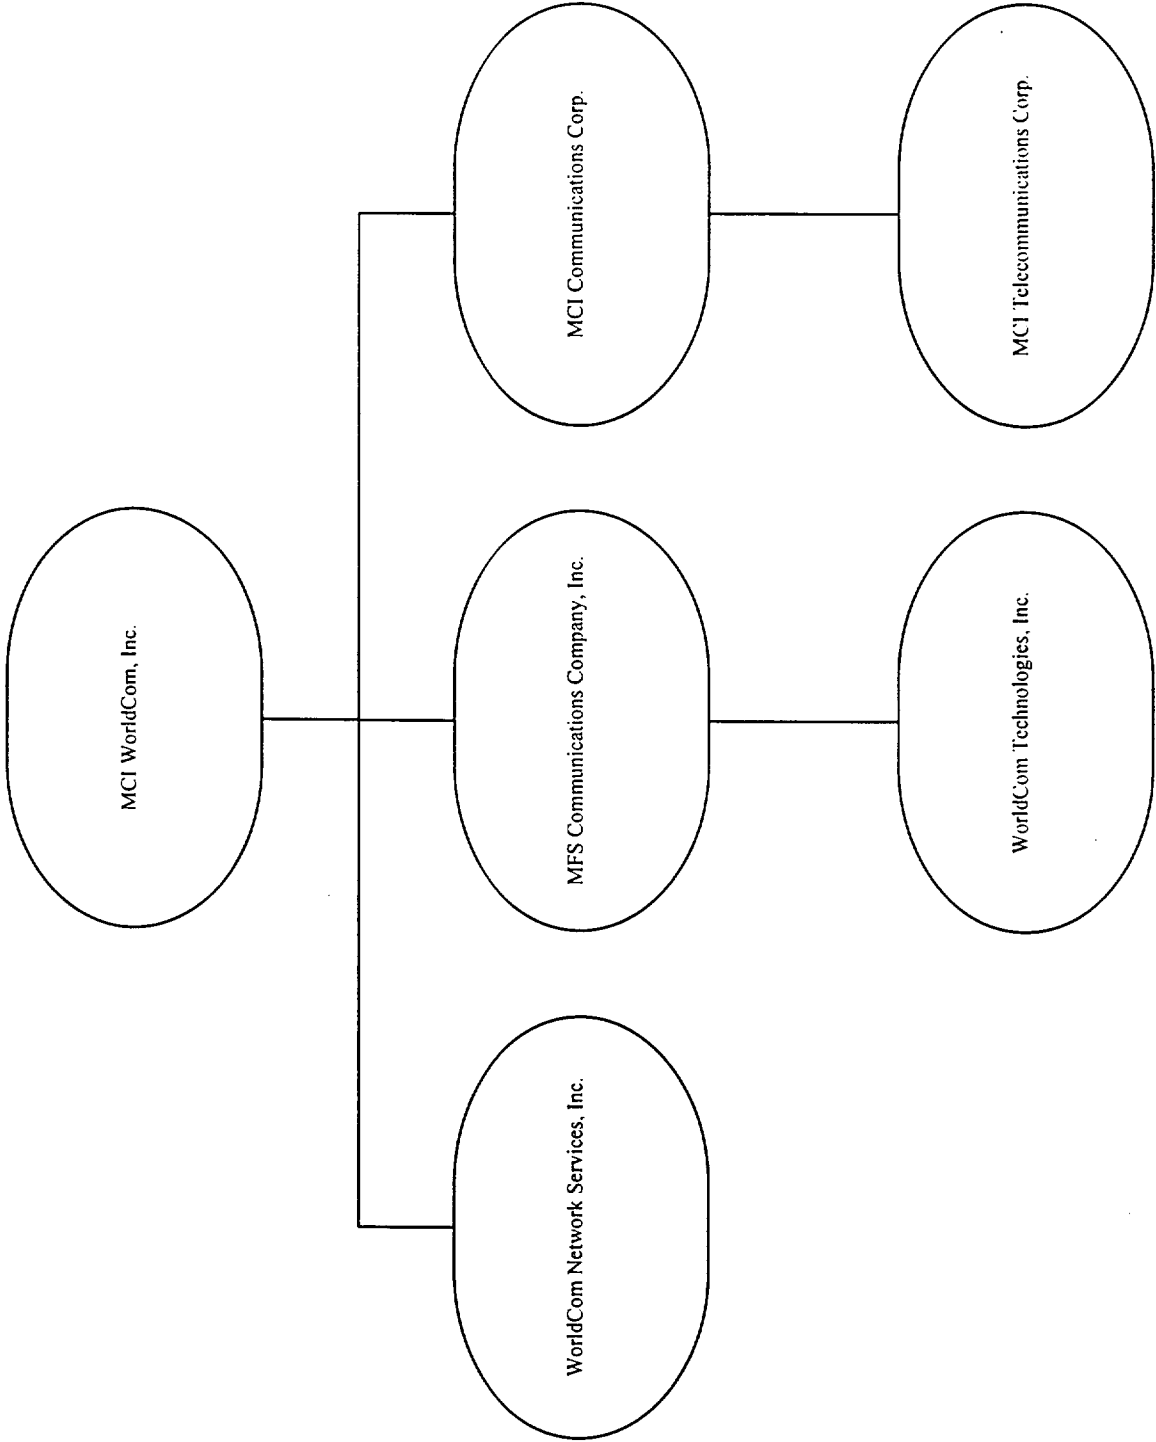 MCI WorldCom, Inc.
WorldCom Network Services, Inc.
MFS Communications Company, Inc.
MCI Communications Corp.
WorldCom Technologies, Inc.
MCI Telecommunications Corp.